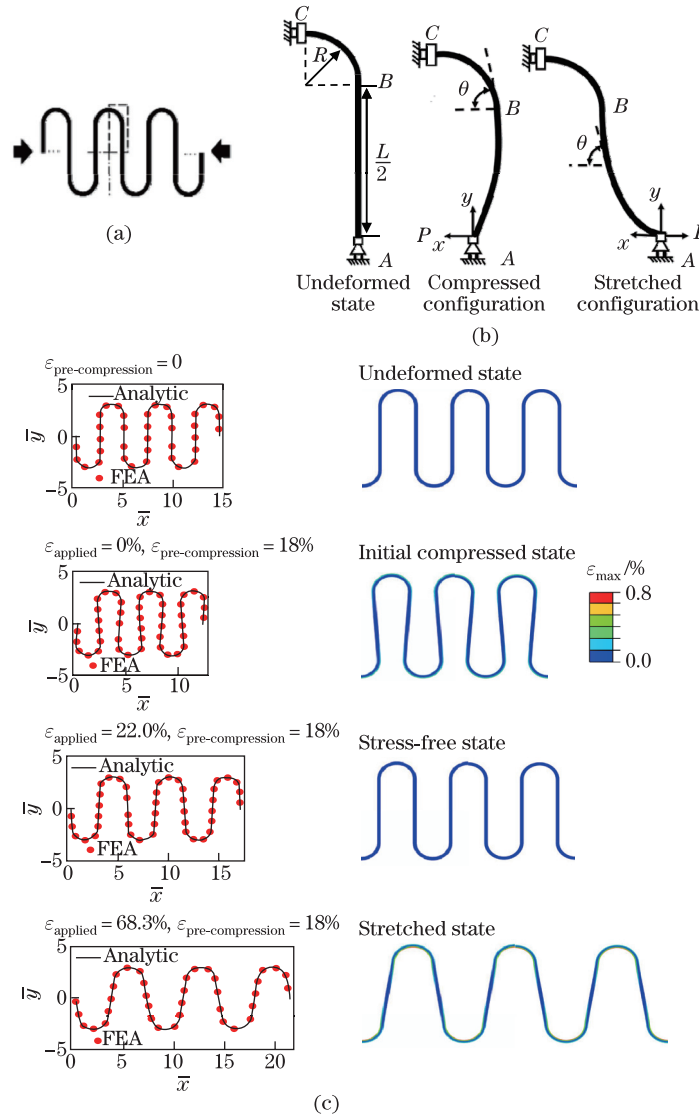 (a)
C
R
B
L
2
A
Undeformed
state
C
θ
B
y
P
x
A
Compressed
configuration
C
B
θ
y
x
A
Stretched
configuration
(b)
εpre-compression = 0
Analytic
FEA
5
0
−5
y̅
0 5 10 15
x̅
Undeformed state
εapplied = 0%, εpre-compression = 18%
Analytic
FEA
5
0
−5
y̅
0 5 10
x̅
Initial compressed state
εmax /%
0.8
0.0
εapplied = 22.0%, εpre-compression = 18%
Analytic
FEA
5
0
−5
y̅
0 5 10 15
x̅
Stress-free state
εapplied = 68.3%, εpre-compression = 18%
Analytic
FEA
5
0
−5
y̅
0 5 10 15 20
x̅
Stretched state
(c)